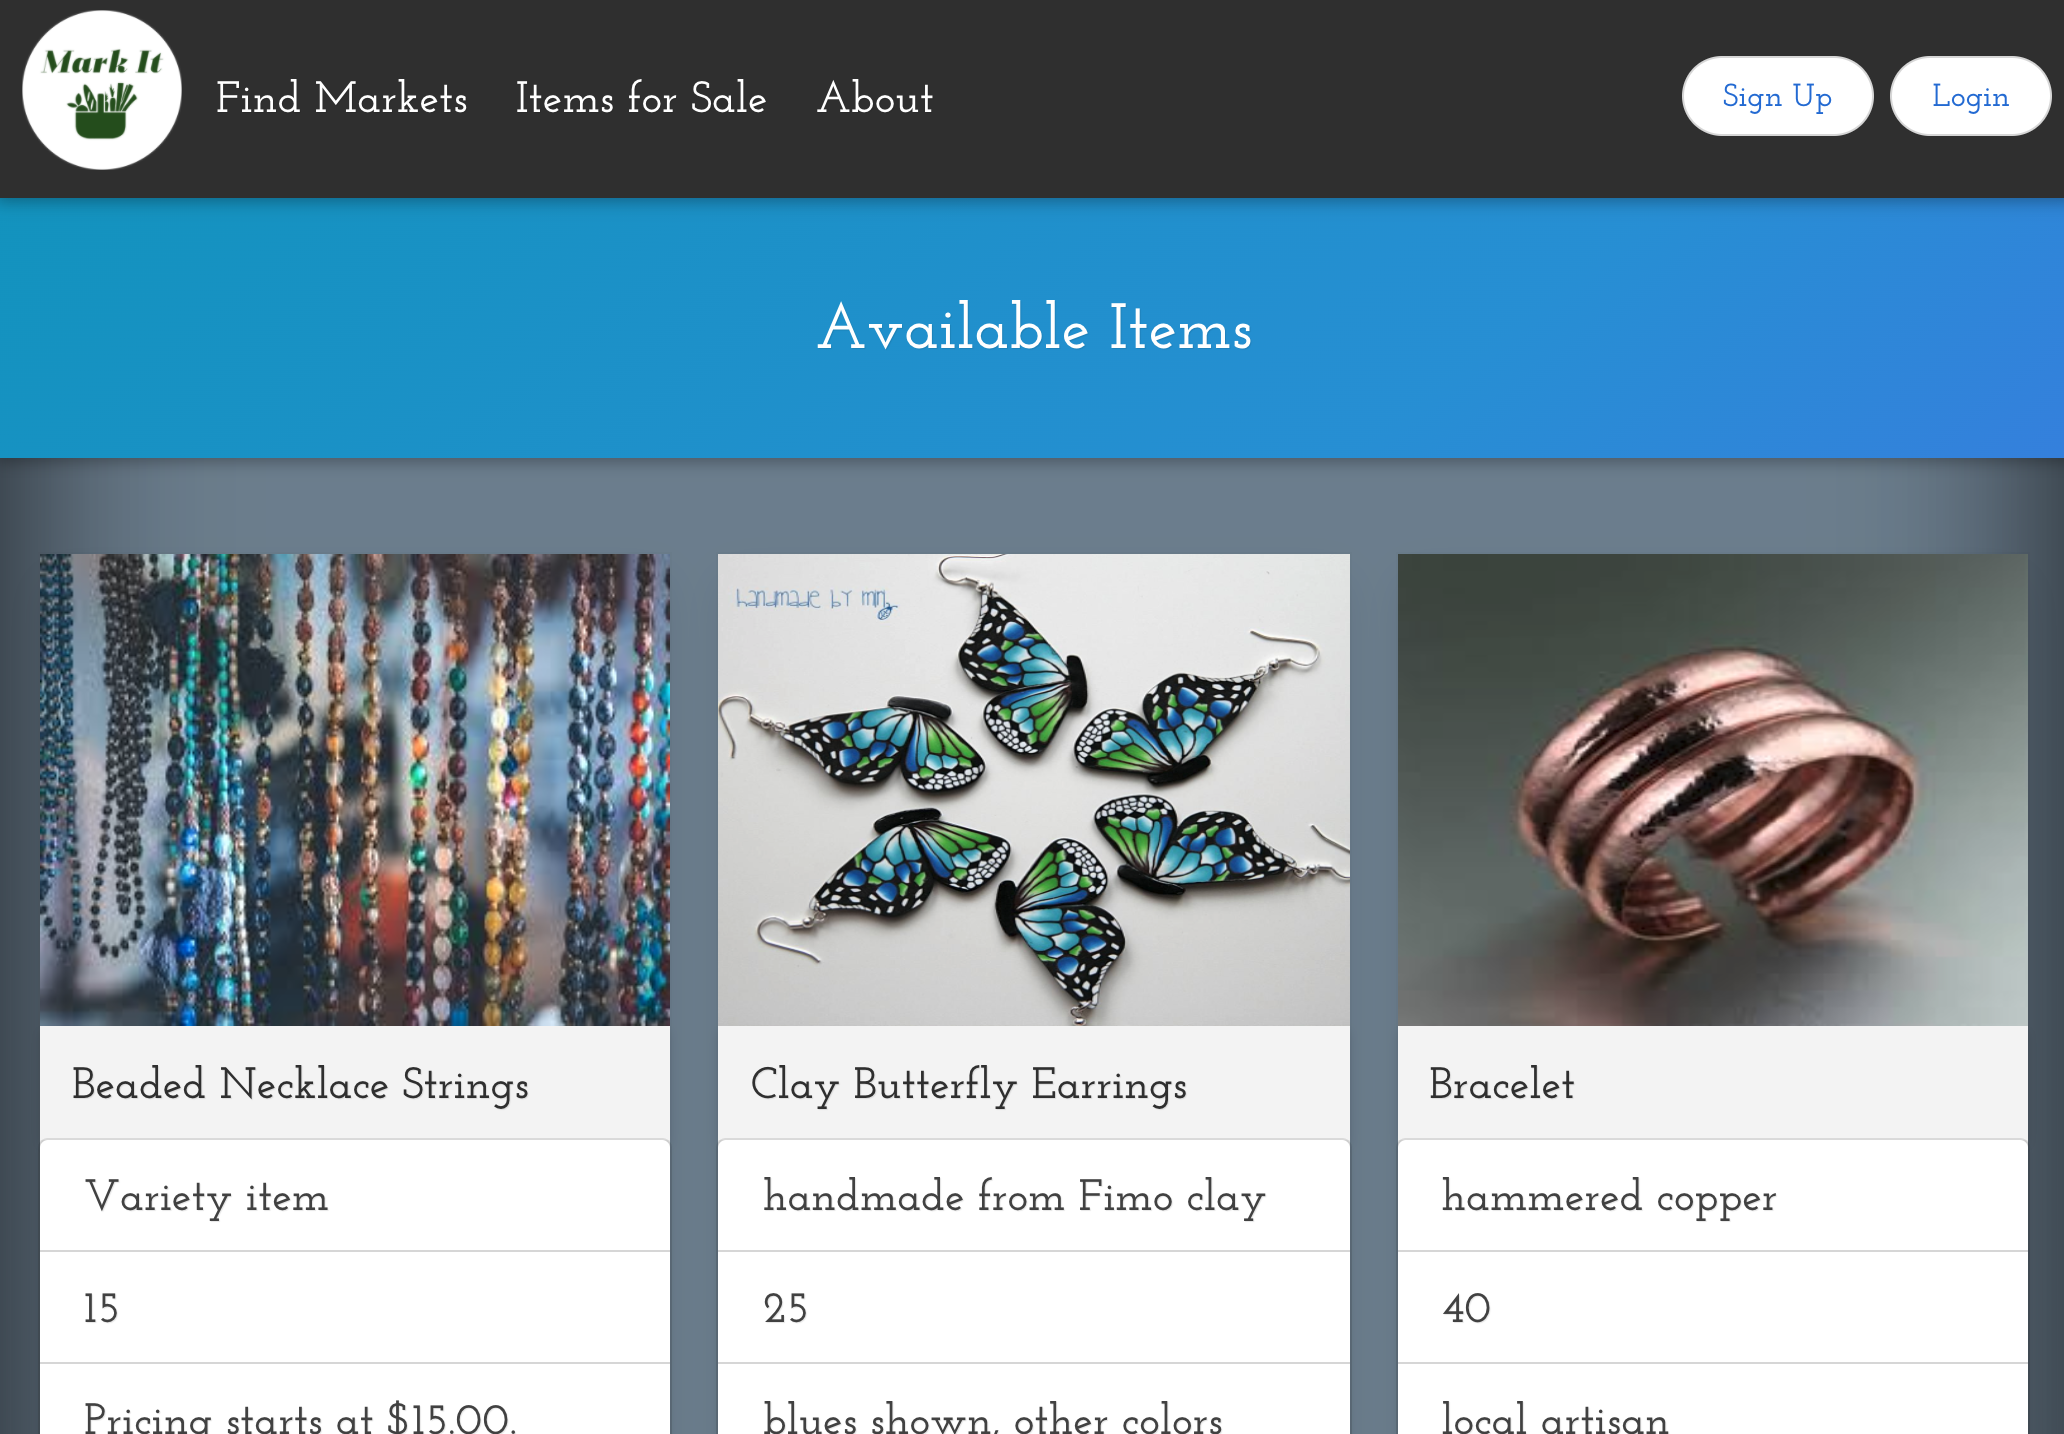 Mark It
Find Markets
Items for Sale
About
Sign Up
Login
Available Items
handmade by min
Beaded Necklace Strings
Clay Butterfly Earrings
Bracelet
Variety item
handmade from Fimo clay
hammered copper
15
25
40
Pricing starts at $15.00.
blues shown, other colors
local artisan